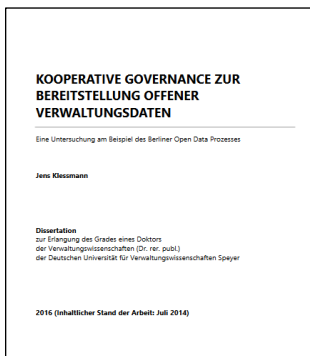 KOOPERATIVE GOVERNANCE ZUR
BEREITSTELLUNG OFFENER
VERWALTUNGSDATEN
Eine Untersuchung am Beispiel des Berliner Open Data Prozesses
Jens Klessmann
Dissertation
zur Erlangung des Grades eines Doktors
der Verwaltungswissenschaften (Dr. rer. publ.)
der Deutschen Universität für Verwaltungswissenschaften Speyer
2016 (Inhaltlicher Stand der Arbeit: Juli 2014)